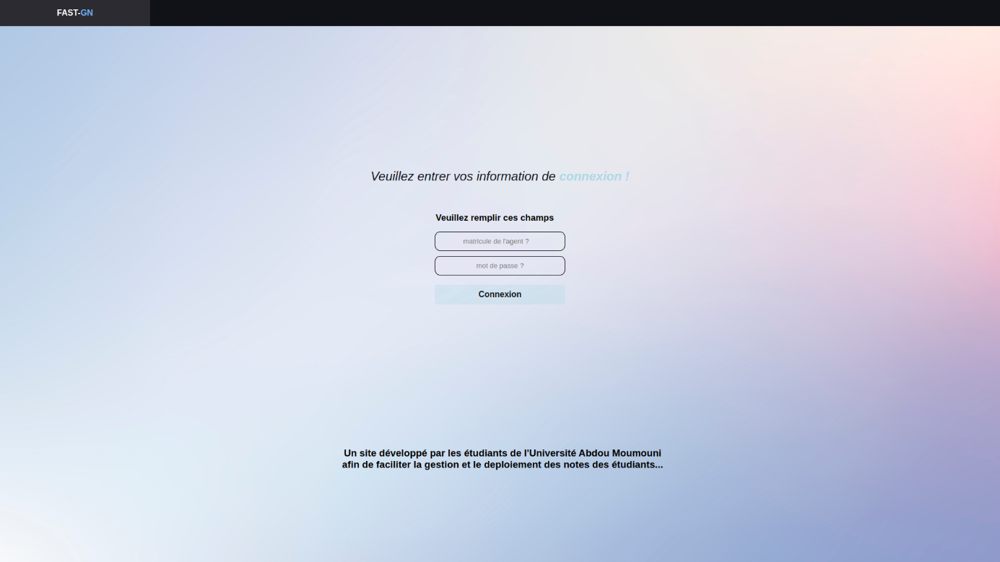 FAST-GN
Veuillez entrer vos information de connexion !
Veuillez remplir ces champs
matricule de l'agent ?
mot de passe ?
Connexion
Un site développé par les étudiants de l'Université Abdou Moumouni
afin de faciliter la gestion et le deploiement des notes des étudiants...